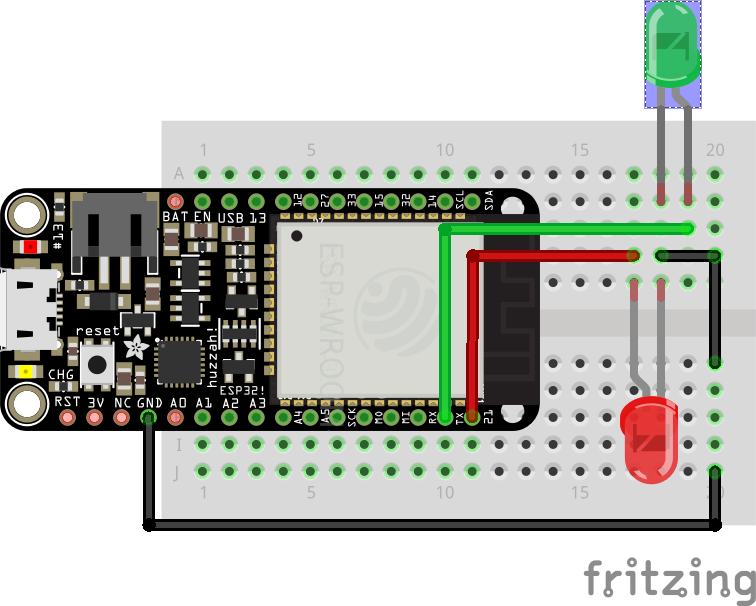 1 5 10 15 20
A
12 27 33 15 32 14 SCL SDA
BAT EN USB 13
#13
ESP-WROO
reset
huzzah!
CHG
ESP32!
RST 3V NC GND A0 A1 A2 A3 A4 A5 SCK MO MI RX TX 21
I
J
1 5 10 15 20
fritzing